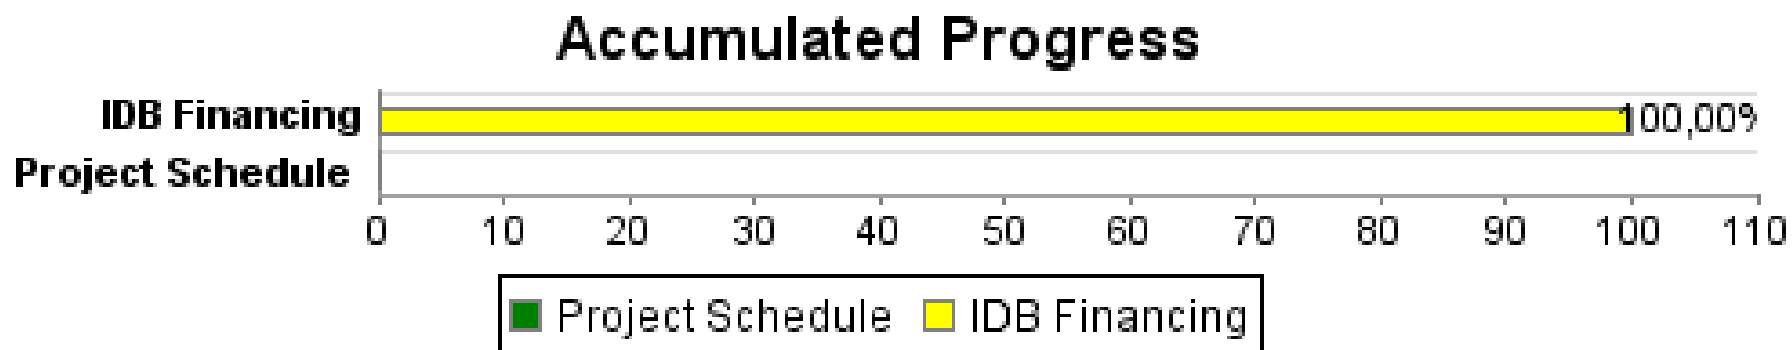 Accumulated Progress
IDB Financing
100,00%
Project Schedule
0 10 20 30 40 50 60 70 80 90 100 110
Project Schedule IDB Financing